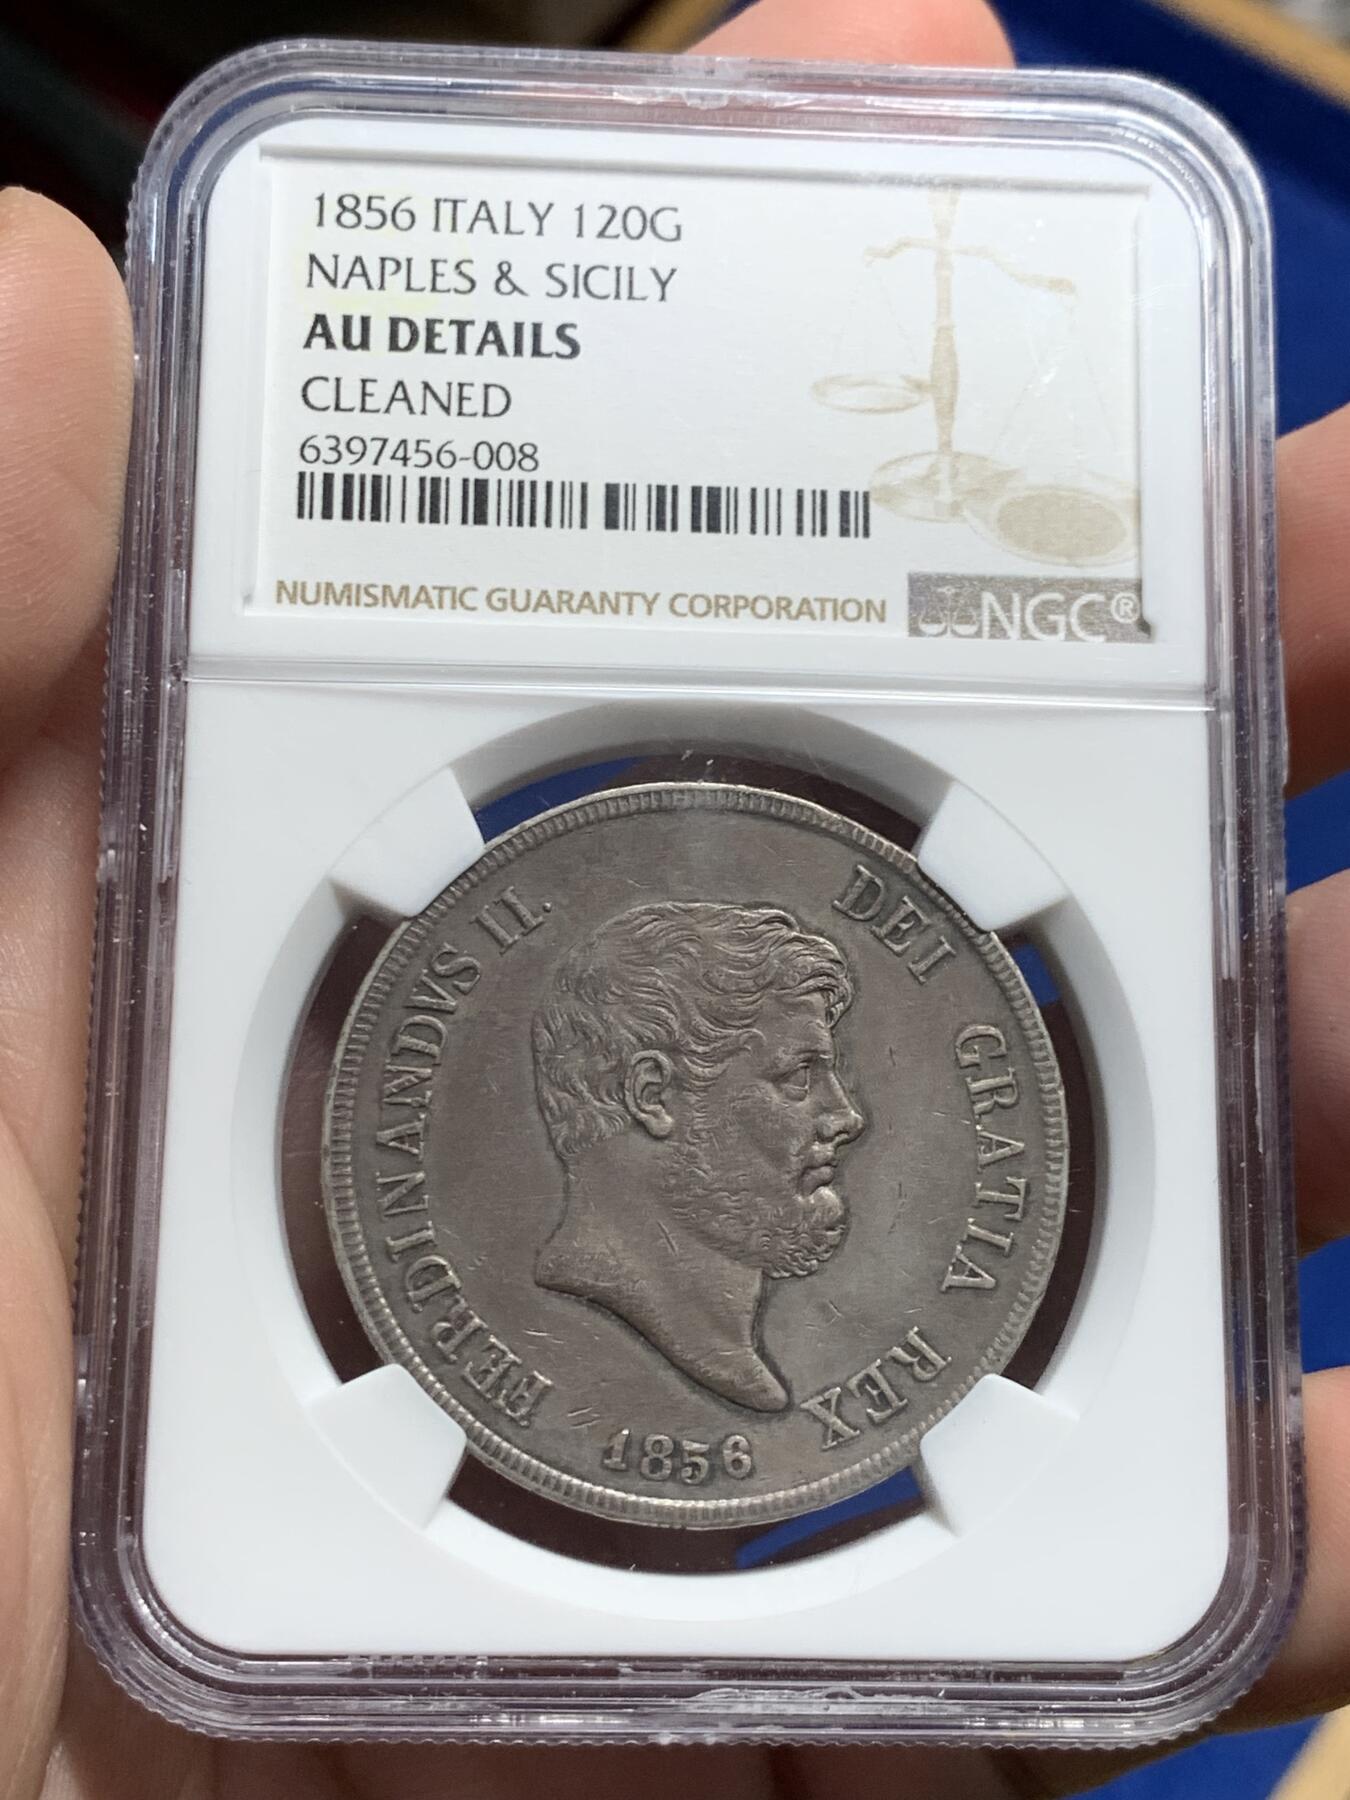 1856 ITALY 120G
NAPLES & SICILY
AU DETAILS
CLEANED
6397456-008
NUMISMATIC GUARANTY CORPORATION
NGC®
FERDINANDVS II. DEI GRATIA REX
1856